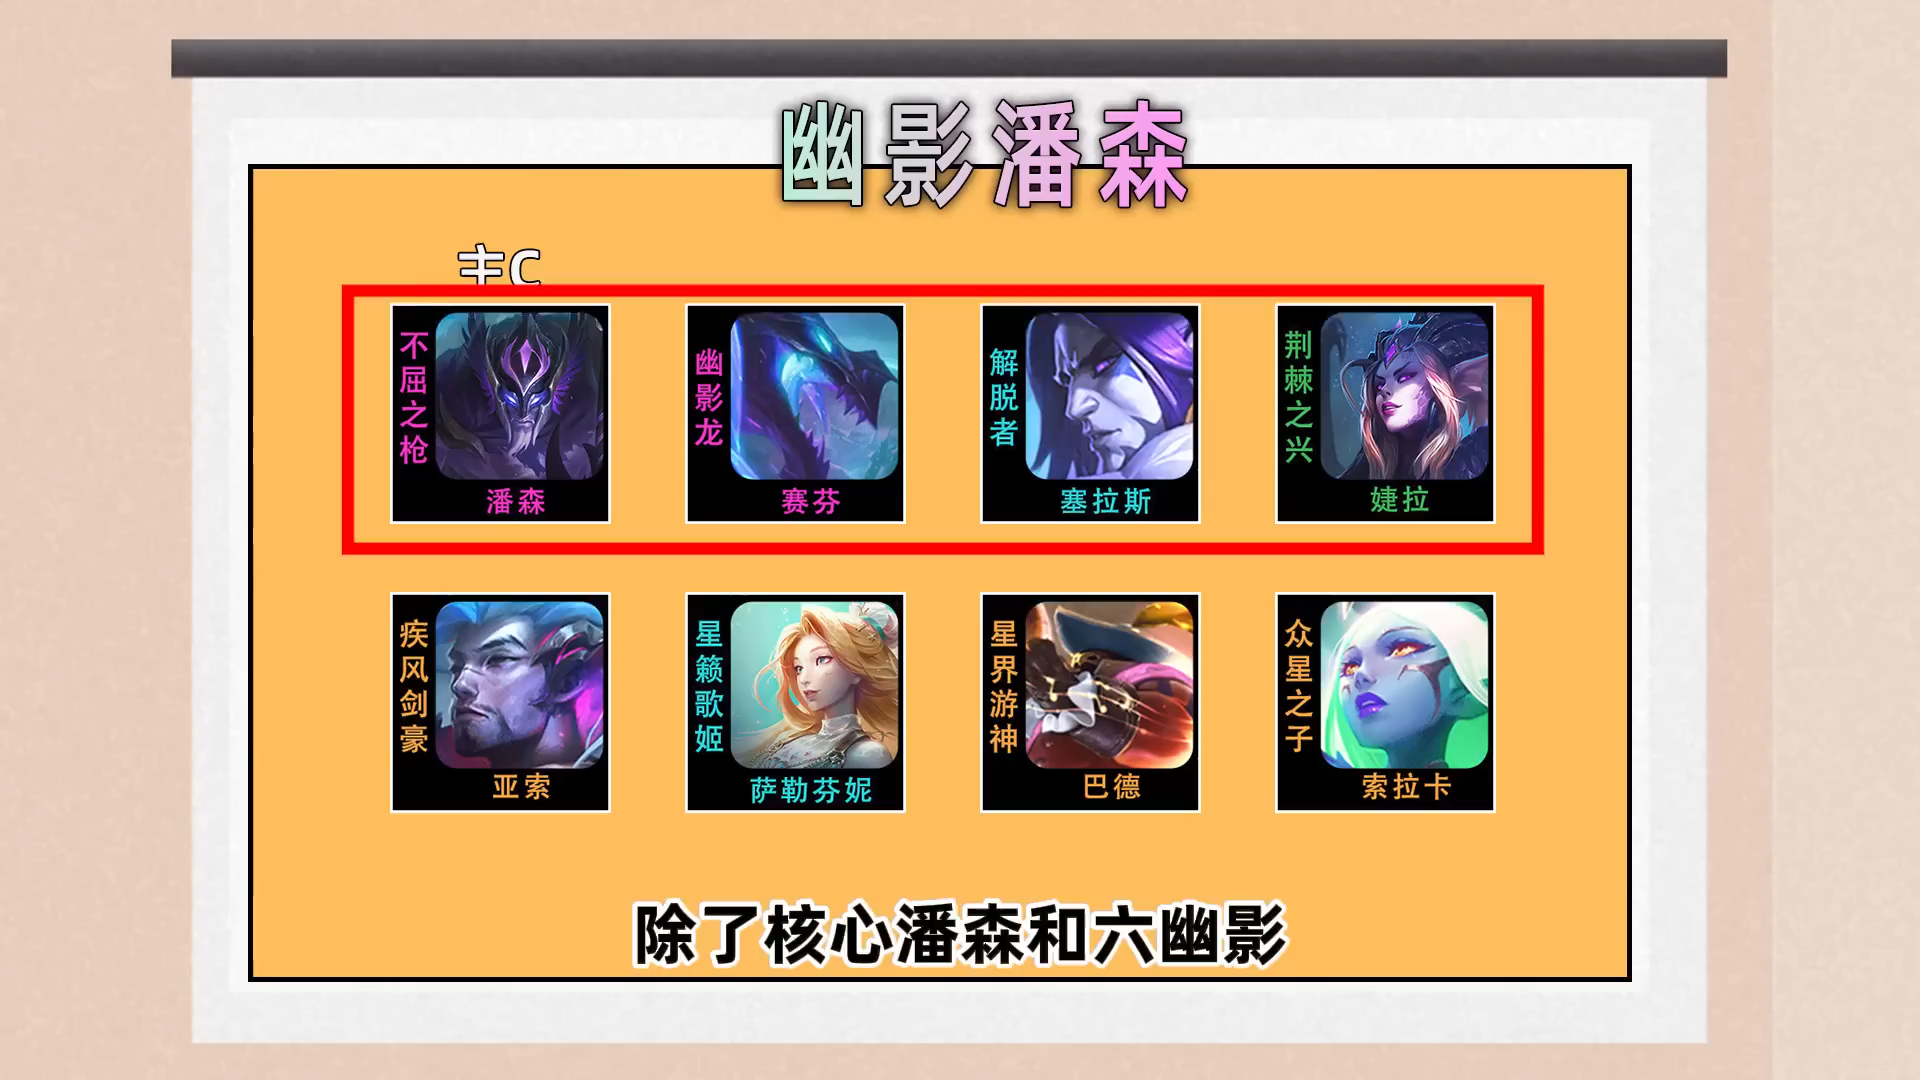 幽影潘森
主C
不屈之枪
潘森
幽影龙
赛芬
解脱者
塞拉斯
荆棘之兴
婕拉
疾风剑豪
亚索
星籁歌姬
萨勒芬妮
星界游神
巴德
众星之子
索拉卡
除了核心潘森和六幽影